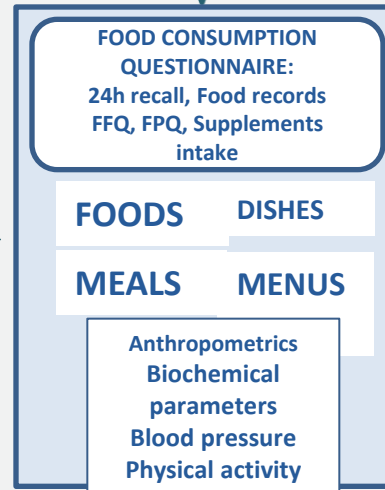 FOOD CONSUMPTION
QUESTIONNAIRE:
24h recall, Food records
FFQ, FPQ, Supplements
intake
FOODS DISHES
MEALS MENUS
Anthropometrics
Biochemical
parameters
Blood pressure
Physical activity